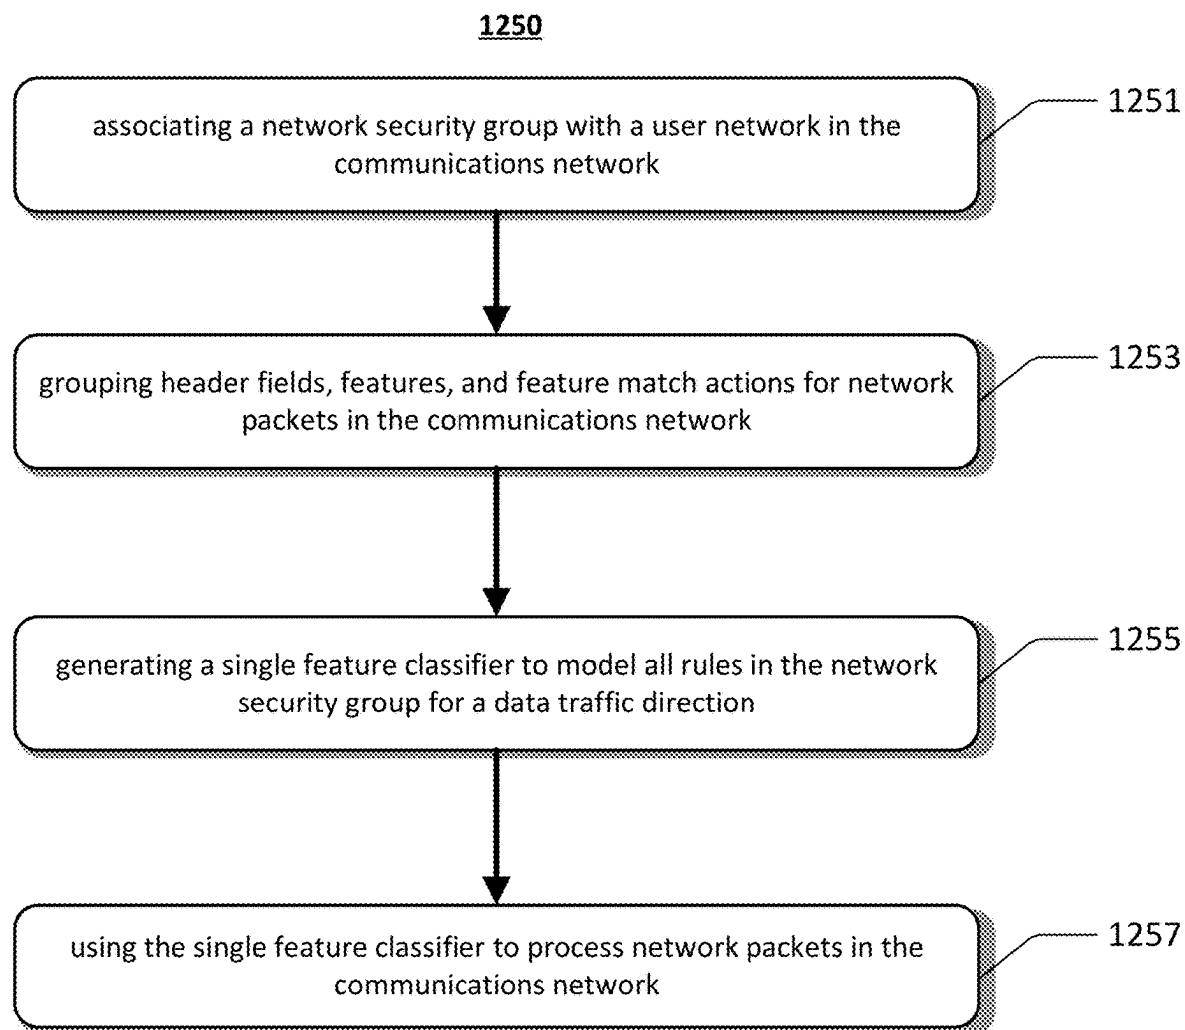 1250
associating a network security group with a user network in the
communications network
1251
grouping header fields, features, and feature match actions for network
packets in the communications network
1253
generating a single feature classifier to model all rules in the network
security group for a data traffic direction
1255
using the single feature classifier to process network packets in the
communications network
1257